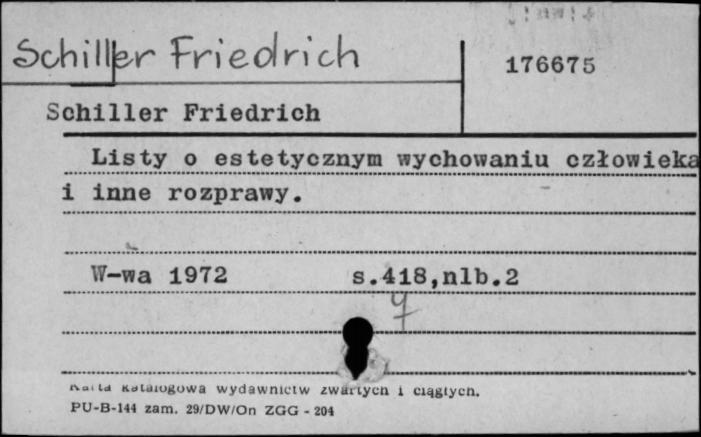 Schiller Friedrich
176675
Schiller Friedrich
Listy o estetycznym wychowaniu człowieka
i inne rozprawy.
W-wa 1972 s.418,nlb.2
Karta katalogowa wydawnictw zwartych i ciągłych.
PU-B-144 zam. 29/DW/On ZGG - 204